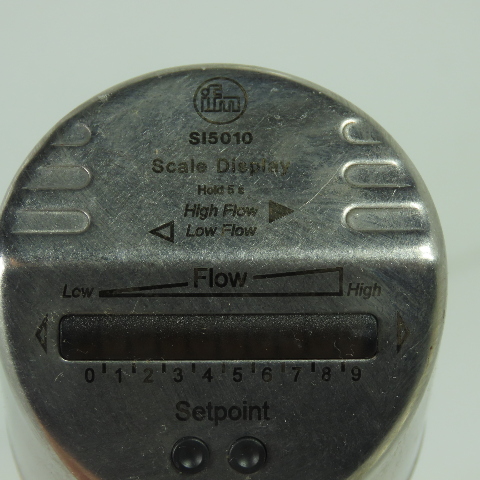 ifm
SI5010
Scale Display
Hold 5 s
High Flow
Low Flow
Flow
Low High
0 1 2 3 4 5 6 7 8 9
Setpoint